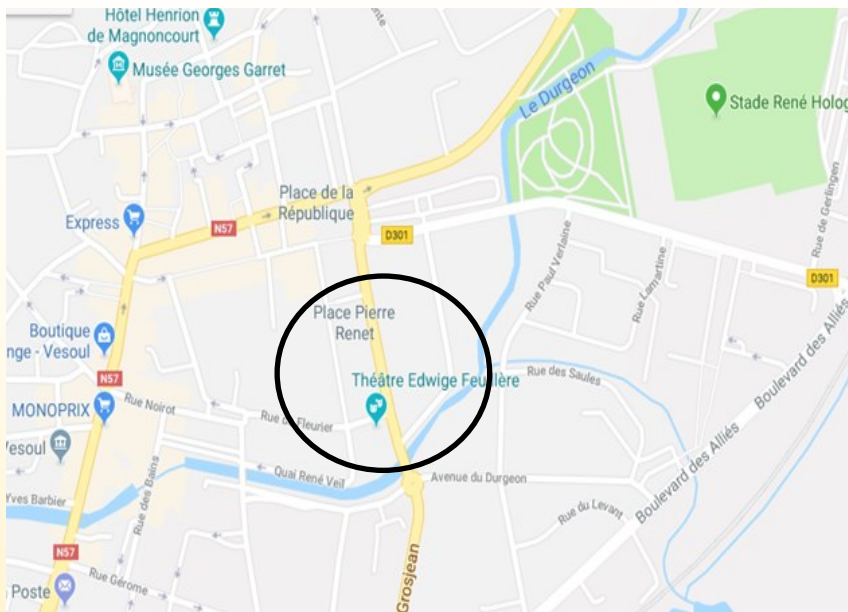 Hôtel Henrion
de Magnoncourt
Musée Georges Garret
Le Durgeon
Stade René Holog
Place de la
République
Express
N57
D301
Rue de Gerlingen
Rue Paul Verlaine
Rue Lamartine
D301
Place Pierre
Renet
Boutique
nge - Vesoul
N57
Théâtre Edwige Feuillère
Rue des Saules
Boulevard des Alliés
MONOPRIX
Rue Noirot
Rue de Fleurier
Vesoul
Quai René Veil
Avenue du Durgeon
Boulevard des Alliés
Yves Barbier
Rue des Bains
Rue du Levant
N57
Rue Gérome
Poste
Grosjean